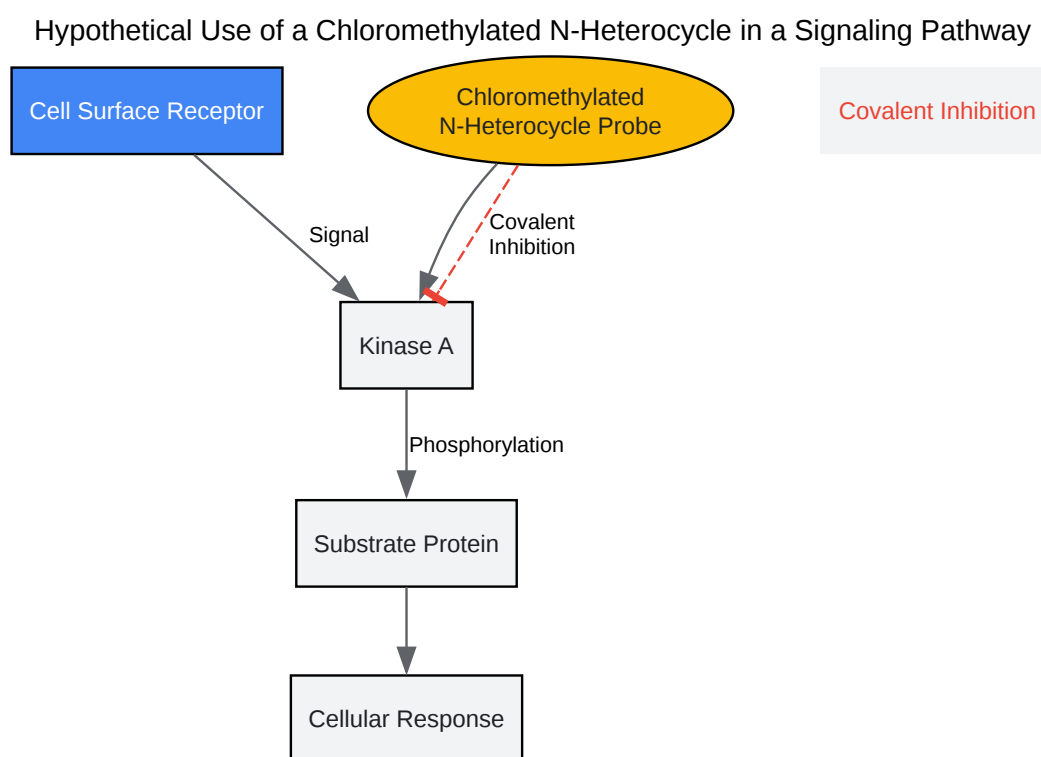 Hypothetical Use of a Chloromethylated N-Heterocycle in a Signaling Pathway
Cell Surface Receptor
Chloromethylated
N-Heterocycle Probe
Covalent Inhibition
Signal
Covalent
Inhibition
Kinase A
Phosphorylation
Substrate Protein
Cellular Response